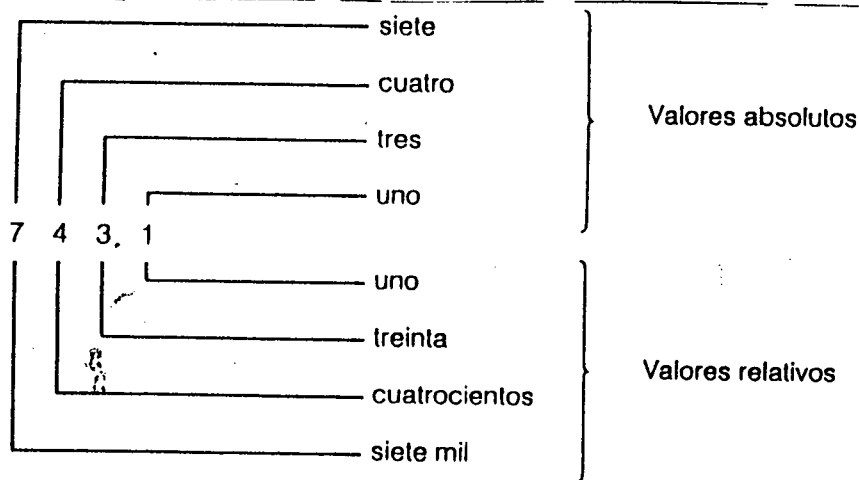 siete
cuatro
Valores absolutos
tres
uno
7 4 3. 1
uno
treinta
Valores relativos
cuatrocientos
siete mil